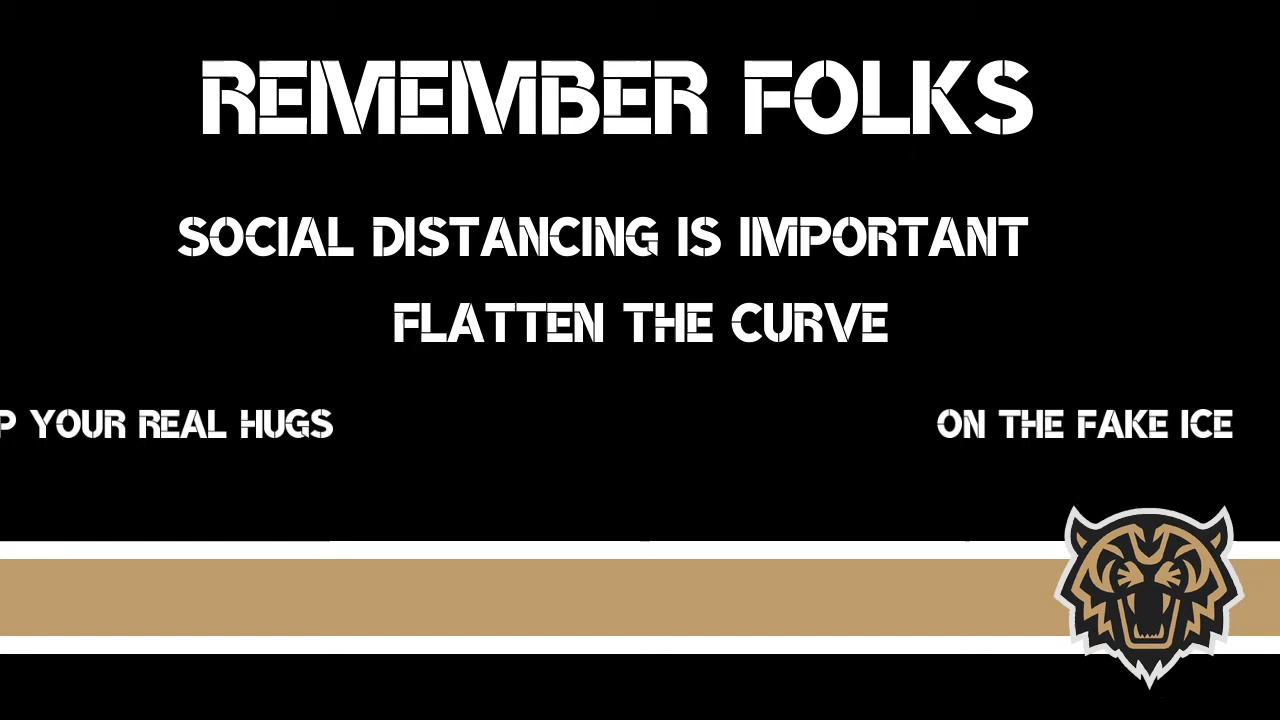 REMEMBER FOLKS
SOCIAL DISTANCING IS IMPORTANT
FLATTEN THE CURVE
P YOUR REAL HUGS ON THE FAKE ICE